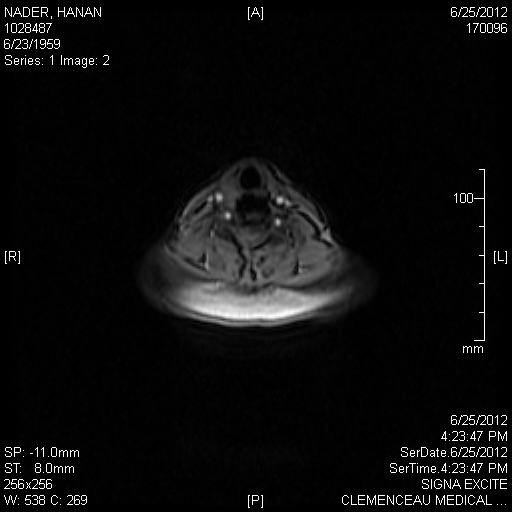 NADER, HANAN
1028487
6/23/1959
Series: 1 Image: 2
[A]
6/25/2012
170096
100
mm
[R]
[L]
SP: -11.0mm
ST: 8.0mm
256x256
W: 538 C: 269
[P]
6/25/2012
4:23:47 PM
SerDate.6/25/2012
SerTime.4:23:47 PM
SIGNA EXCITE
CLEMENCEAU MEDICAL ...